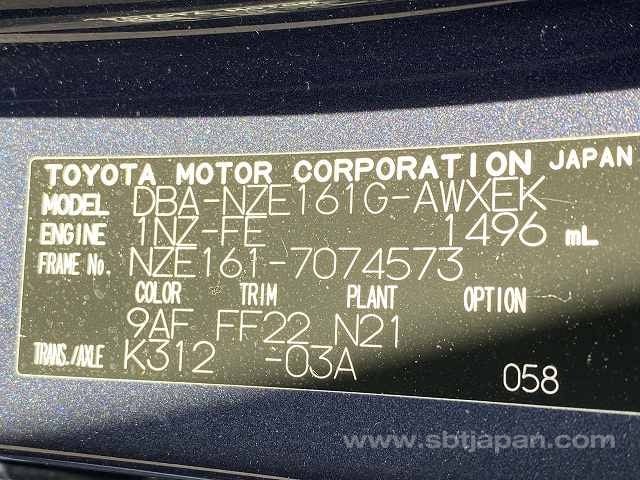 TOYOTA MOTOR CORPORATION JAPAN
MODEL DBA-NZE161G-AWXEK
ENGINE 1NZ-FE 1496 mL
FRAME No. NZE161-7074573
COLOR TRIM PLANT OPTION
9AF FF22 N21
TRANS./AXLE K312 -03A
058
www.sbtjapan.com